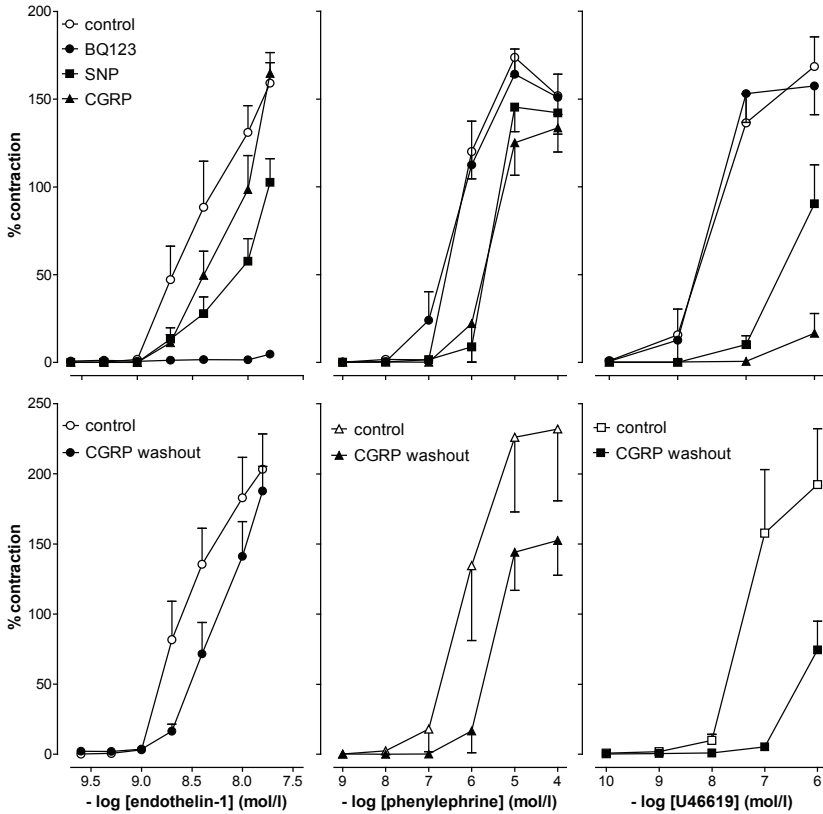 200
150
100
50
0
% contraction
control
BQ123
SNP
CGRP
250
200
150
100
50
0
% contraction
control
CGRP washout
control
CGRP washout
control
CGRP washout
9.5 9.0 8.5 8.0 7.5
9 8 7 6 5 4
10 9 8 7 6
- log [endothelin-1] (mol/l)
- log [phenylephrine] (mol/l)
- log [U46619] (mol/l)